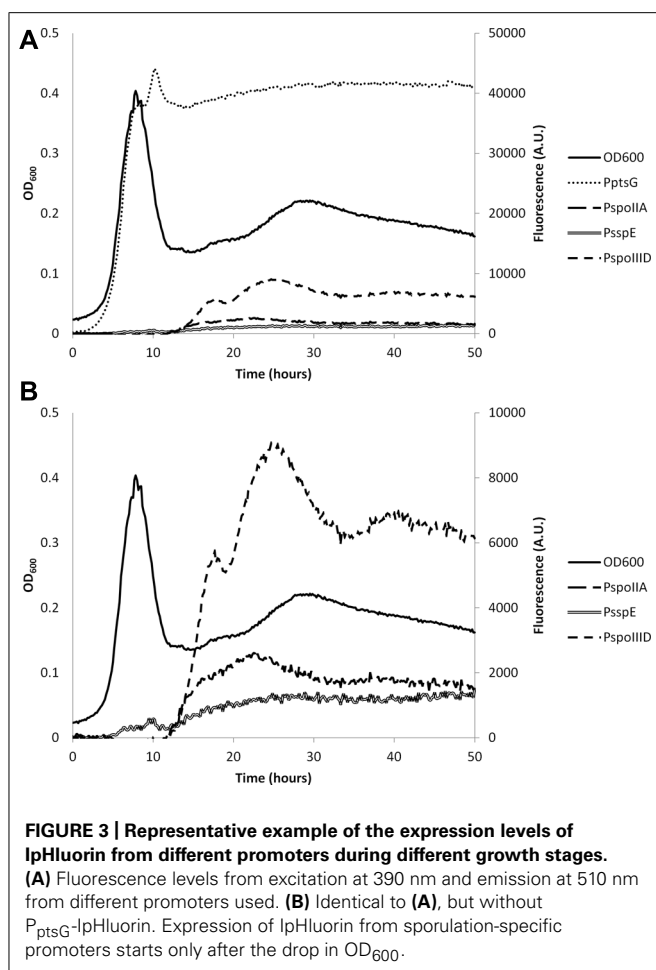 A
0.5
0.4
0.3
0.2
0.1
0
OD600
50000
40000
30000
20000
10000
0
Fluorescence (A.U.)
0
10
20
30
40
50
Time (hours)
OD600
PptsG
PspoIIA
PsspE
PspoIIID
B
0.5
0.4
0.3
0.2
0.1
0
OD600
10000
8000
6000
4000
2000
0
Fluorescence (A.U.)
0
10
20
30
40
50
Time (hours)
OD600
PspoIIA
PsspE
PspoIIID
FIGURE 3 | Representative example of the expression levels of
IpHluorin from different promoters during different growth stages.
(A) Fluorescence levels from excitation at 390 nm and emission at 510 nm
from different promoters used. (B) Identical to (A), but without
PptsG-IpHluorin. Expression of IpHluorin from sporulation-specific
promoters starts only after the drop in OD600.